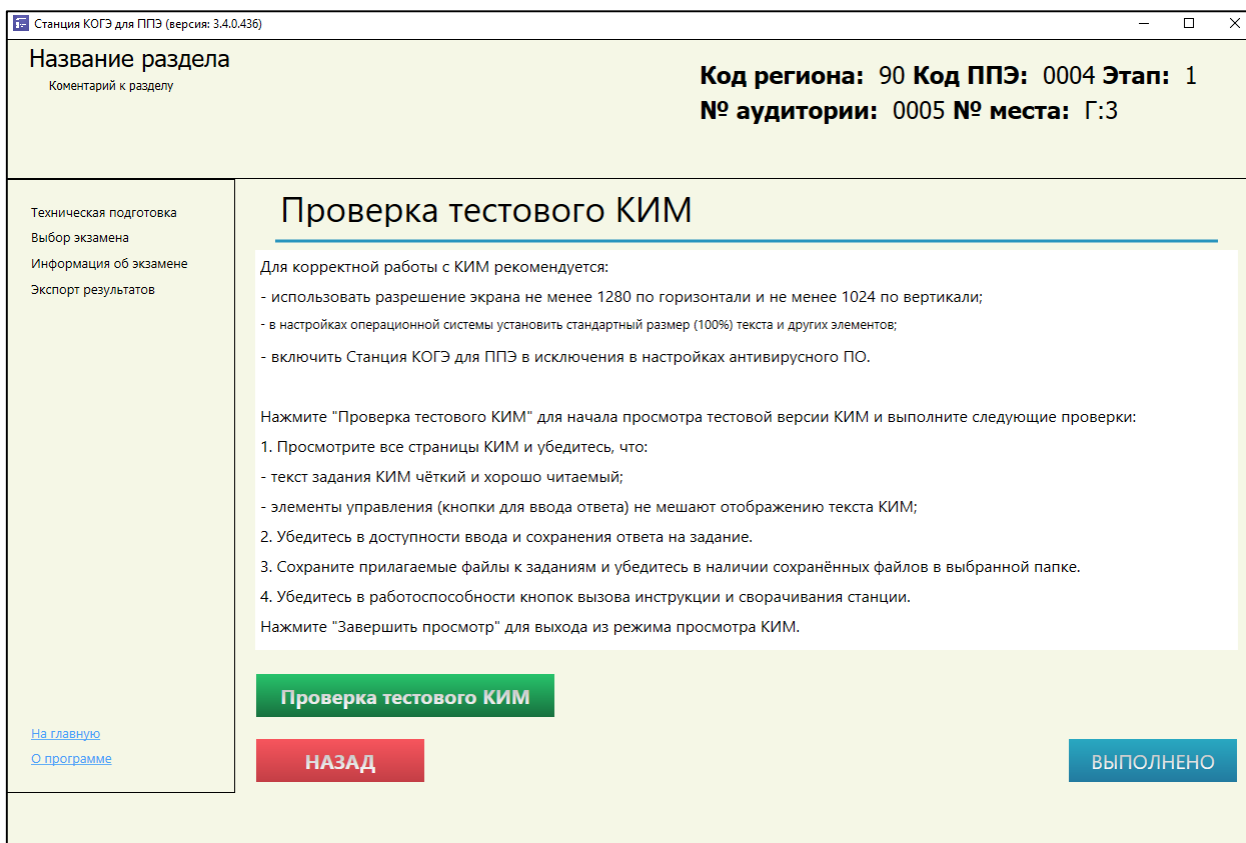 Станция КОГЭ для ППЭ (версия: 3.4.0.436)
Название раздела
Коментарий к разделу
Код региона: 90 Код ППЭ: 0004 Этап: 1
№ аудитории: 0005 № места: Г:3
Техническая подготовка
Выбор экзамена
Информация об экзамене
Экспорт результатов
На главную
О программе
Проверка тестового КИМ
Для корректной работы с КИМ рекомендуется:
- использовать разрешение экрана не менее 1280 по горизонтали и не менее 1024 по вертикали;
- в настройках операционной системы установить стандартный размер (100%) текста и других элементов;
- включить Станция КОГЭ для ППЭ в исключения в настройках антивирусного ПО.
Нажмите "Проверка тестового КИМ" для начала просмотра тестовой версии КИМ и выполните следующие проверки:
1. Просмотрите все страницы КИМ и убедитесь, что:
- текст задания КИМ чёткий и хорошо читаемый;
- элементы управления (кнопки для ввода ответа) не мешают отображению текста КИМ;
2. Убедитесь в доступности ввода и сохранения ответа на задание.
3. Сохраните прилагаемые файлы к заданиям и убедитесь в наличии сохранённых файлов в выбранной папке.
4. Убедитесь в работоспособности кнопок вызова инструкции и сворачивания станции.
Нажмите "Завершить просмотр" для выхода из режима просмотра КИМ.
Проверка тестового КИМ
НАЗАД
ВЫПОЛНЕНО